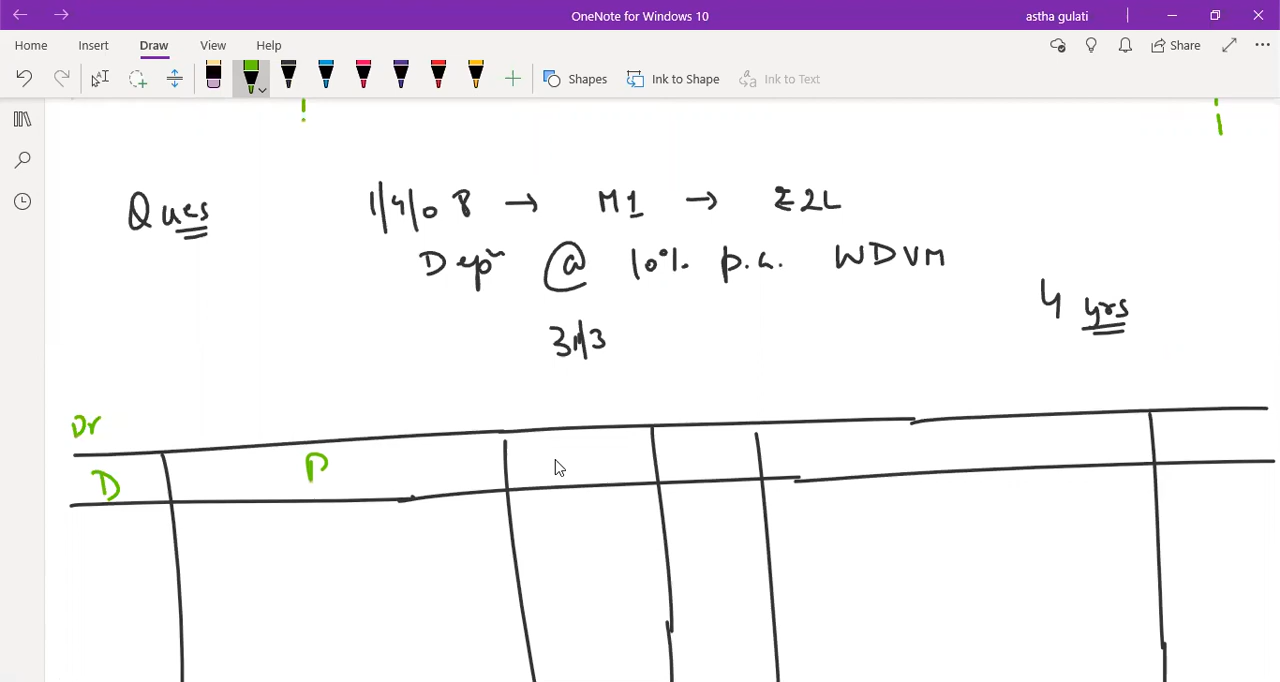 OneNote for Windows 10
astha gulati
Home Insert Draw View Help
Share
Shapes
Ink to Shape
Ink to Text
Ques 1/4/08 → M1 → ₹2L
Depn @ 10% p.a. WDVM
4 yrs
31/3
Dr
D P